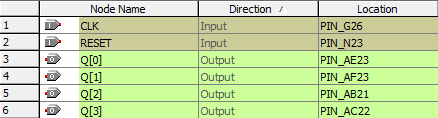 Node Name Direction Location
1 CLK Input PIN_G26
2 RESET Input PIN_N23
3 Q[0] Output PIN_AE23
4 Q[1] Output PIN_AF23
5 Q[2] Output PIN_AB21
6 Q[3] Output PIN_AC22